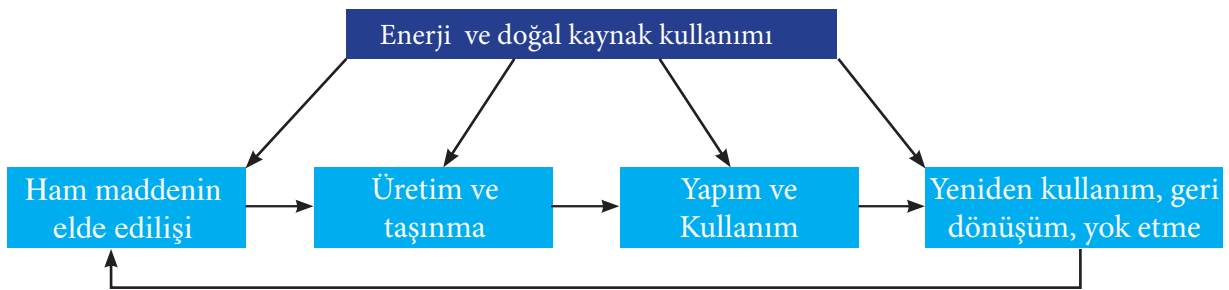 Enerji ve doğal kaynak kullanımı
Ham maddenin
elde edilişi
Üretim ve
taşınma
Yapım ve
Kullanım
Yeniden kullanım, geri
dönüşüm, yok etme